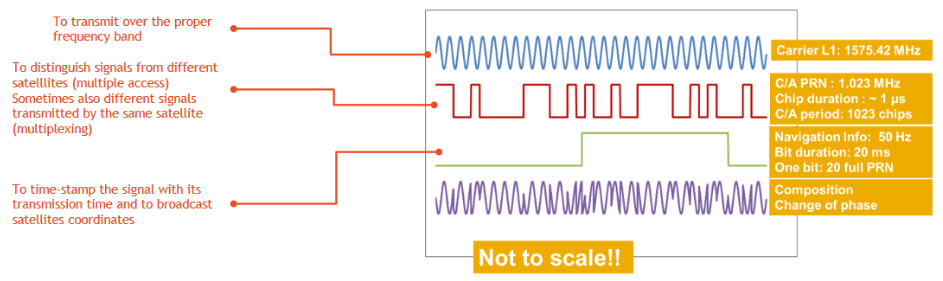 To transmit over the proper
frequency band
To distinguish signals from different
satelllites (multiple access)
Sometimes also different signals
transmitted by the same satellite
(multiplexing)
To time-stamp the signal with its
transmission time and to broadcast
satellites coordinates
Carrier L1: 1575.42 MHz
C/A PRN : 1.023 MHz
Chip duration : ~ 1 µs
C/A period: 1023 chips
Navigation Info: 50 Hz
Bit duration: 20 ms
One bit: 20 full PRN
Composition
Change of phase
Not to scale!!